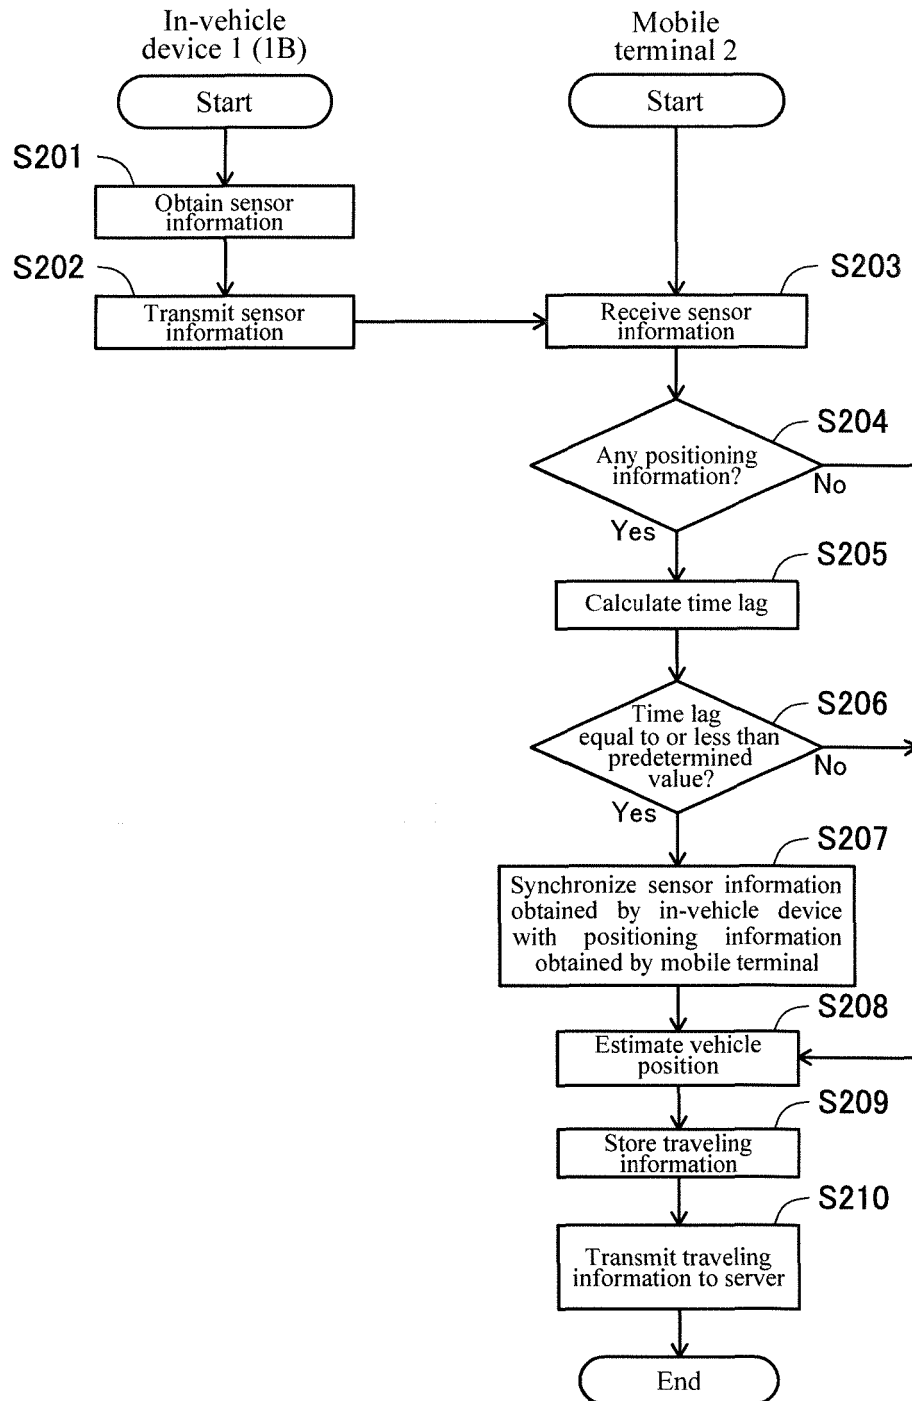 In-vehicle
device 1 (1B)
Mobile
terminal 2
Start
Start
S201
Obtain sensor
information
S202
Transmit sensor
information
S203
Receive sensor
information
S204
Any positioning
information?
No
Yes
S205
Calculate time lag
S206
Time lag
equal to or less than
predetermined
value?
No
Yes
S207
Synchronize sensor information
obtained by in-vehicle device
with positioning information
obtained by mobile terminal
S208
Estimate vehicle
position
S209
Store traveling
information
S210
Transmit traveling
information to server
End